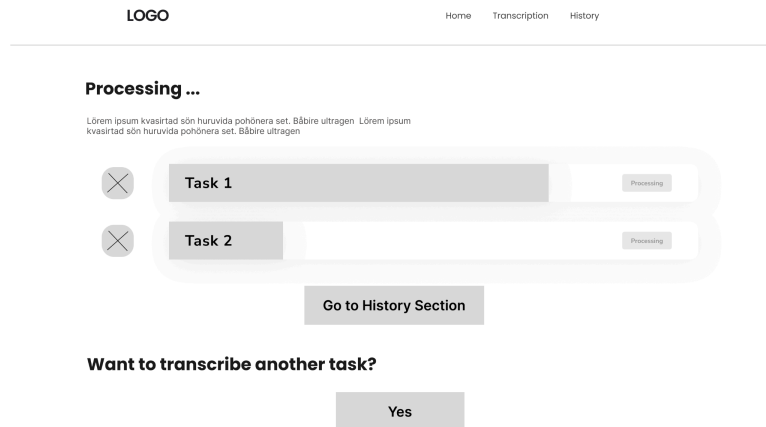 LOGO
Home Transcription History
Processing ...
Lörem ipsum kvasirtad sön huruvida pohönera set. Båbire ultragen Lörem ipsum
kvasirtad sön huruvida pohönera set. Båbire ultragen
Task 1
Processing
Task 2
Processing
Go to History Section
Want to transcribe another task?
Yes